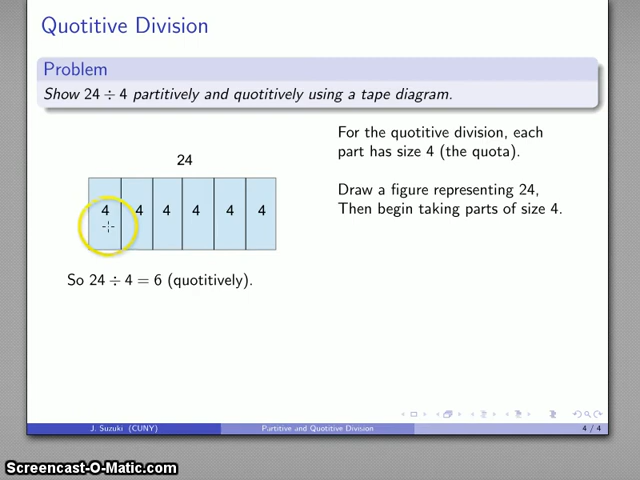 Quotitive Division
Problem
Show 24 ÷ 4 partitively and quotitively using a tape diagram.
For the quotitive division, each
part has size 4 (the quota).
24
Draw a figure representing 24,
Then begin taking parts of size 4.
4 4 4 4 4 4
So 24 ÷ 4 = 6 (quotitively).
J. Suzuki (CUNY) Partitive and Quotitive Division 4 / 4
Screencast-O-Matic.com